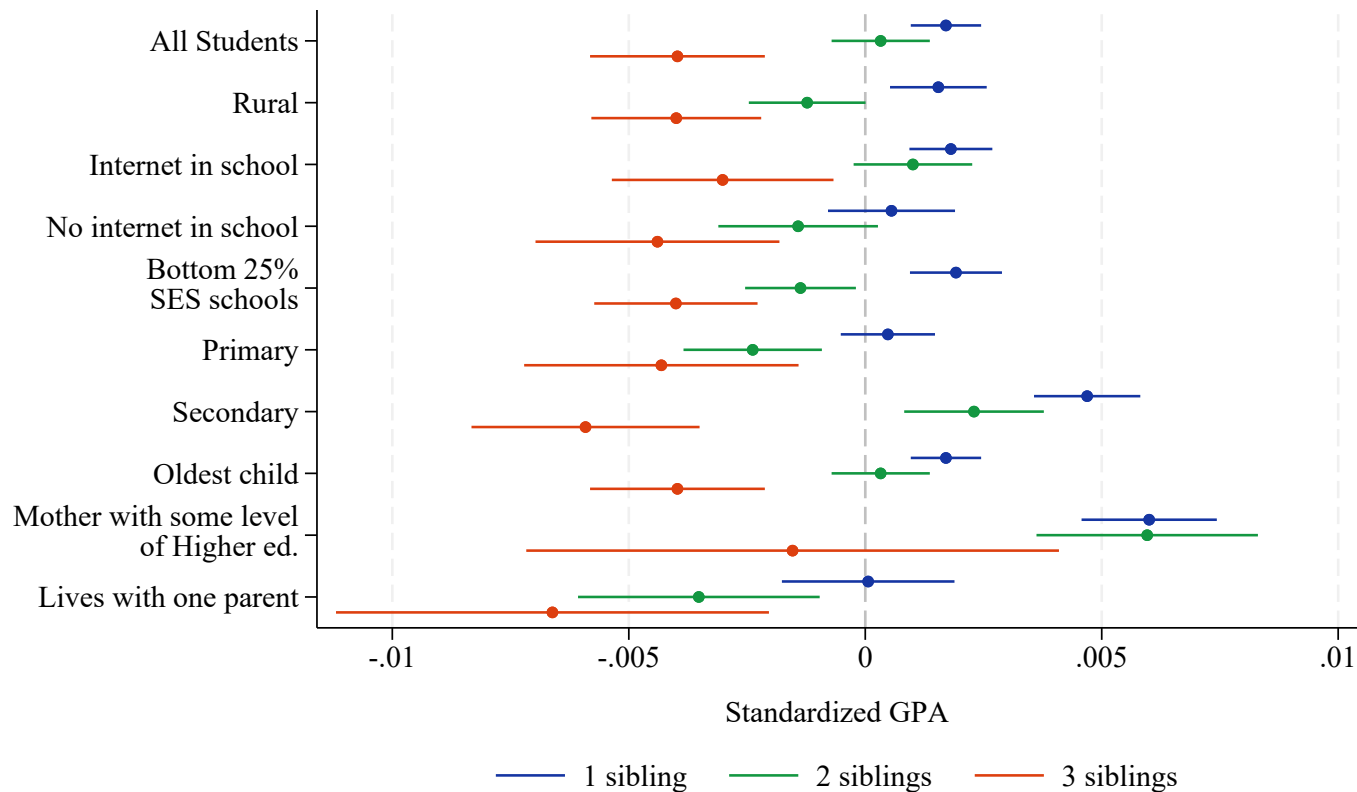 All Students
Rural
Internet in school
No internet in school
Bottom 25%
SES schools
Primary
Secondary
Oldest child
Mother with some level
of Higher ed.
Lives with one parent
-.01 -.005 0 .005 .01
Standardized GPA
1 sibling 2 siblings 3 siblings